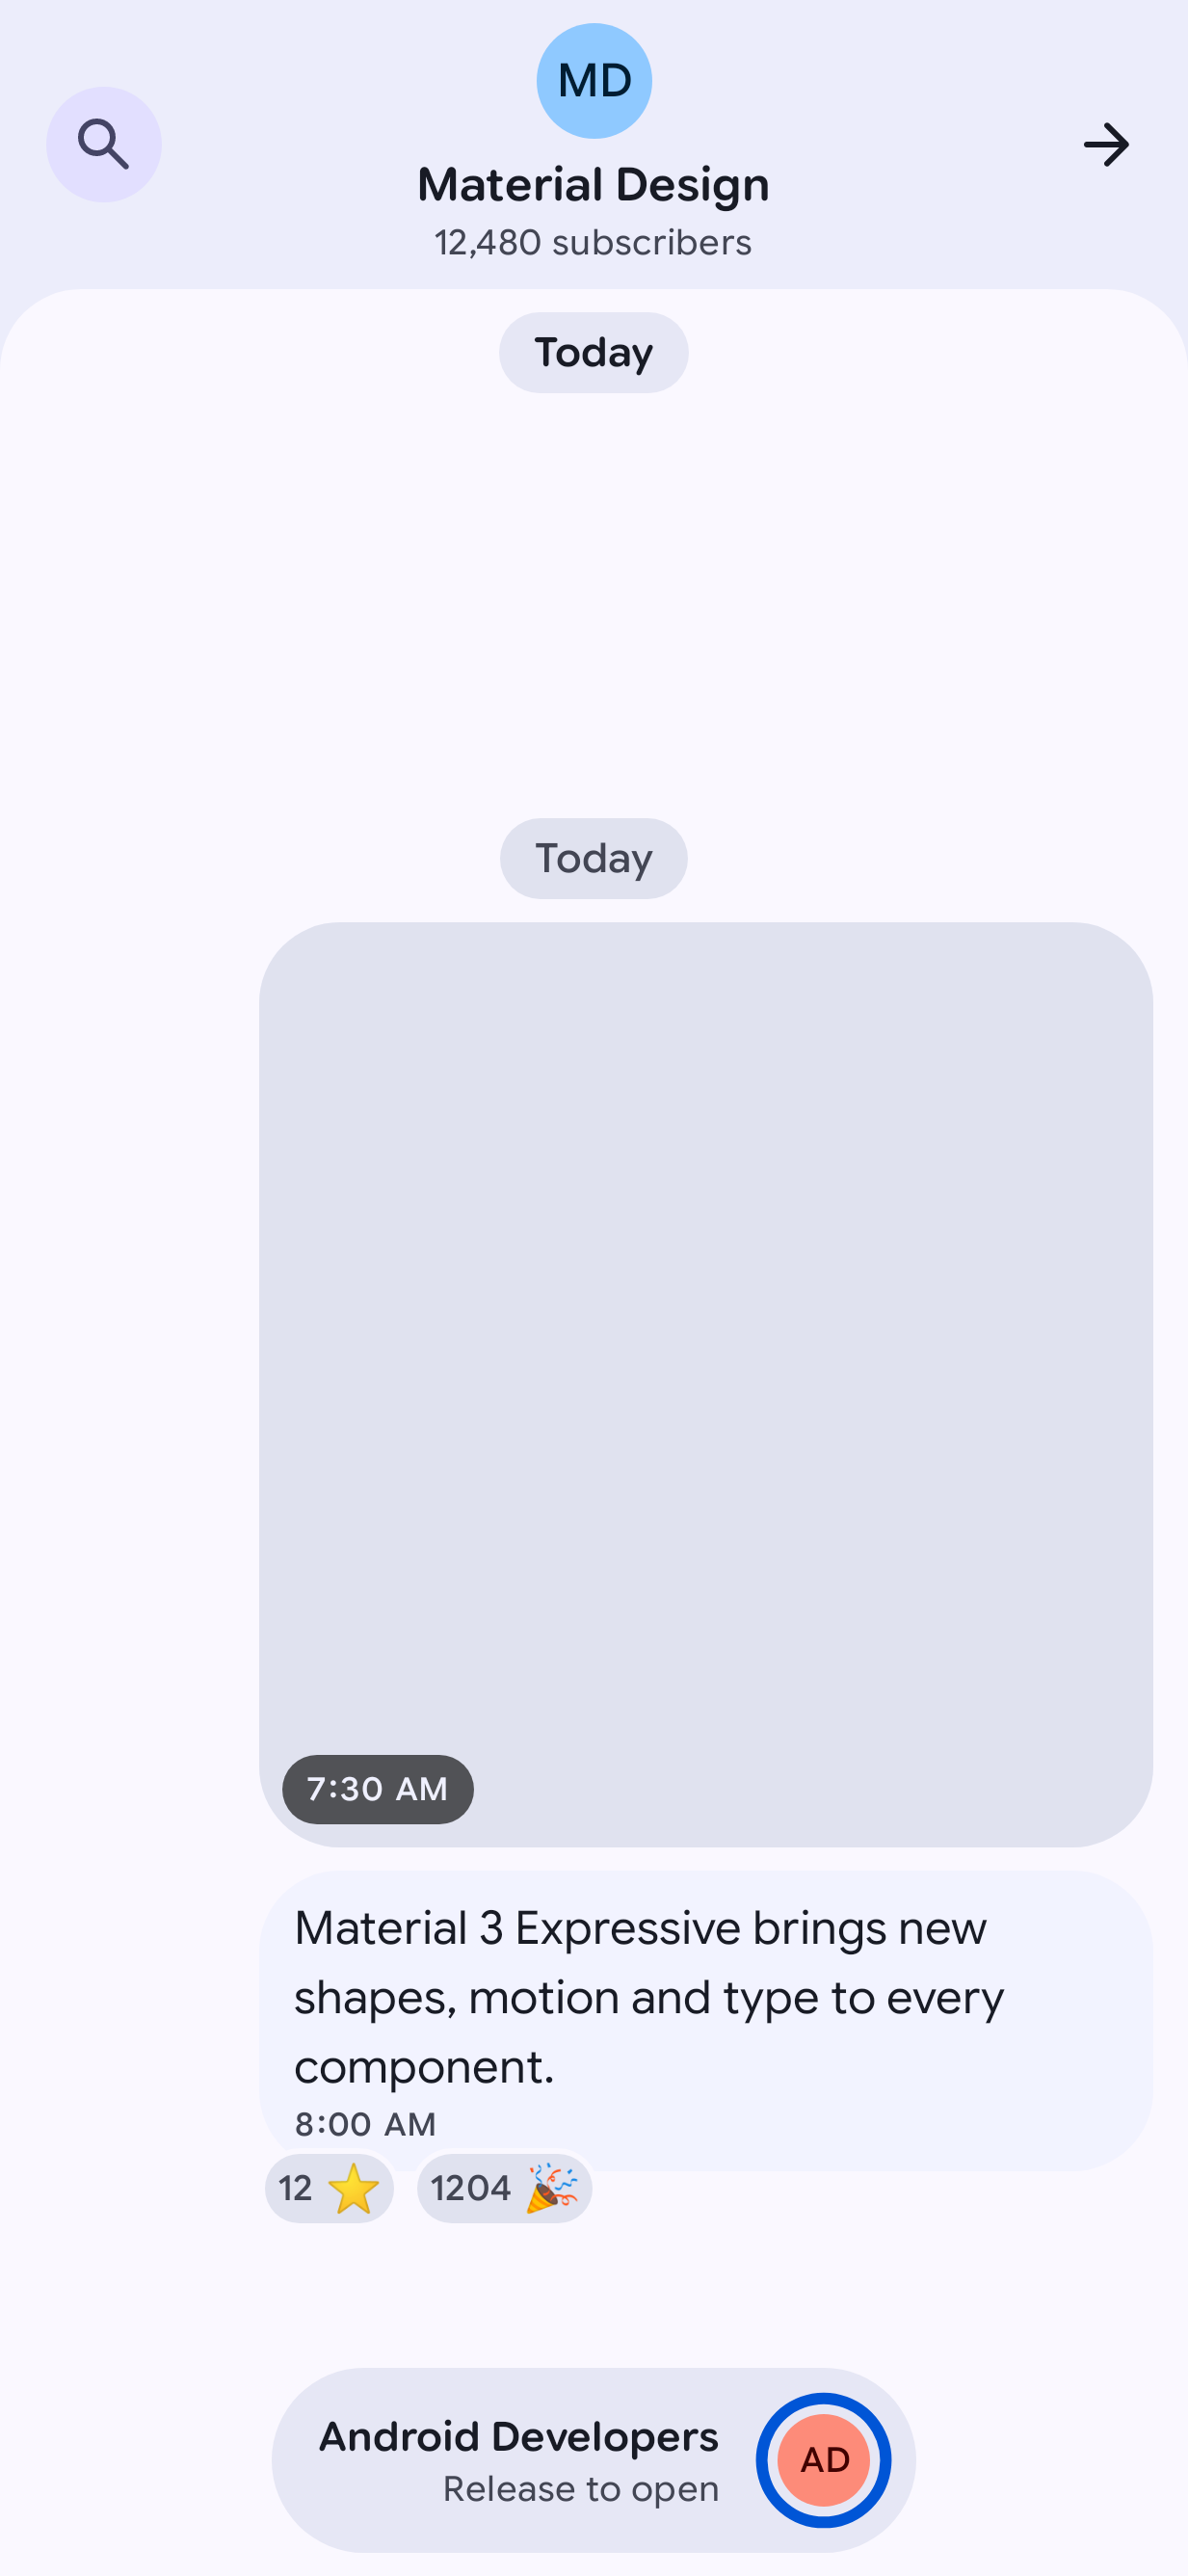 MD
Material Design
12,480 subscribers
Today
Today
7:30 AM
Material 3 Expressive brings new
shapes, motion and type to every
component.
8:00 AM
12 ⭐ 1204 🎉
Android Developers
Release to open
AD